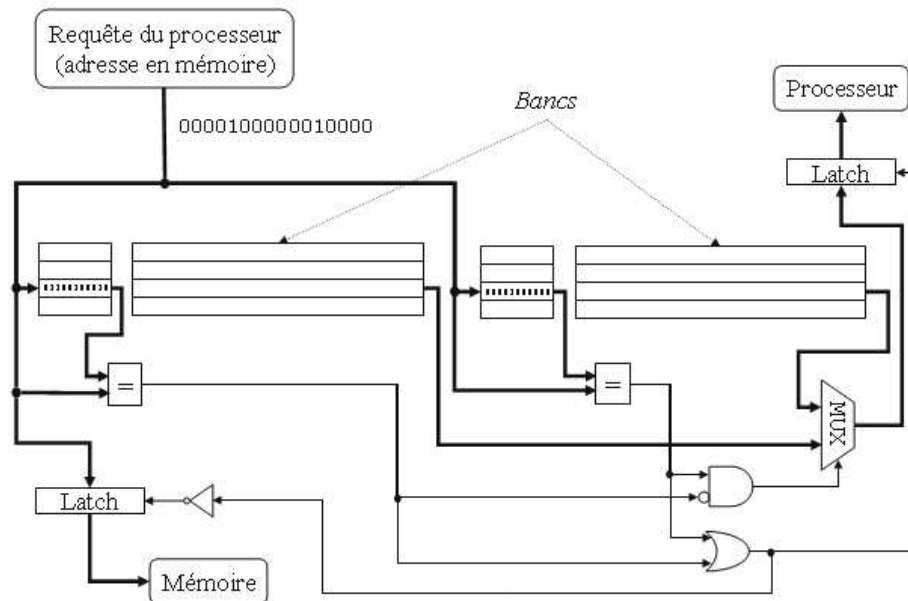 Requête du processeur
(adresse en mémoire)
0000100000010000
Bancs
Processeur
Latch
=
=
MUX
Latch
Mémoire